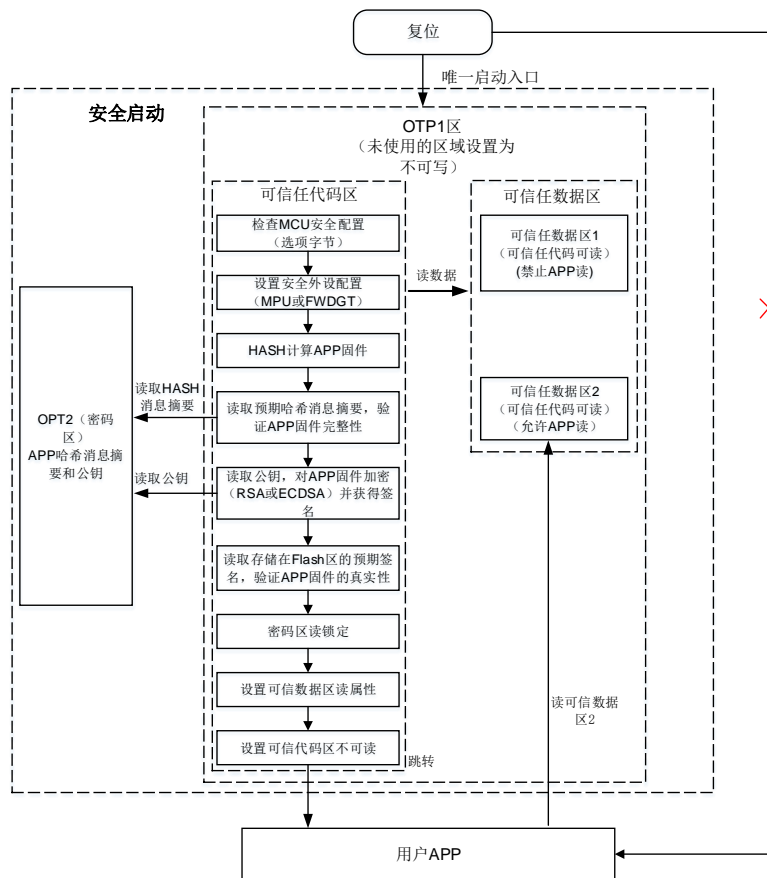 复位
唯一启动入口
安全启动
OTP1区
（未使用的区域设置为
不可写）
可信任代码区
检查MCU安全配置
（选项字节）
设置安全外设配置
（MPU或FWDGT）
HASH计算APP固件
读取预期哈希消息摘要，验
证APP固件完整性
读取公钥，对APP固件加密
（RSA或ECDSA）并获得签
名
读取存储在Flash区的预期签
名，验证APP固件的真实性
密码区读锁定
设置可信数据区读属性
设置可信代码区不可读
跳转
读数据
可信任数据区
可信任数据区1
（可信任代码可读）
(禁止APP读)
可信任数据区2
（可信任代码可读）
（允许APP读）
读取HASH
消息摘要
读取公钥
OPT2（密码
区）
APP哈希消息摘
要和公钥
读可信数据
区2
用户APP